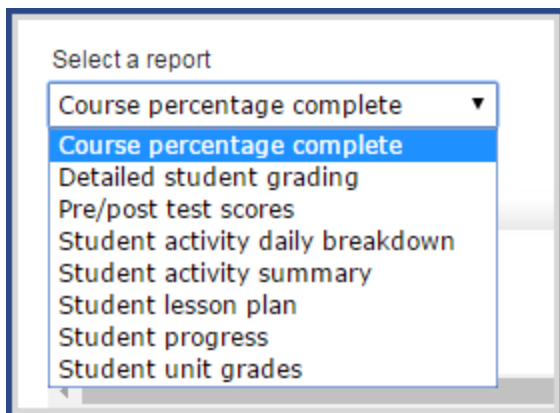 Select a report
Course percentage complete
Course percentage complete
Detailed student grading
Pre/post test scores
Student activity daily breakdown
Student activity summary
Student lesson plan
Student progress
Student unit grades